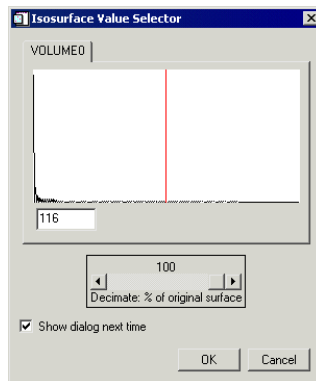 Isosurface Value Selector
VOLUME0
116
100
Decimate: % of original surface
Show dialog next time
OK Cancel